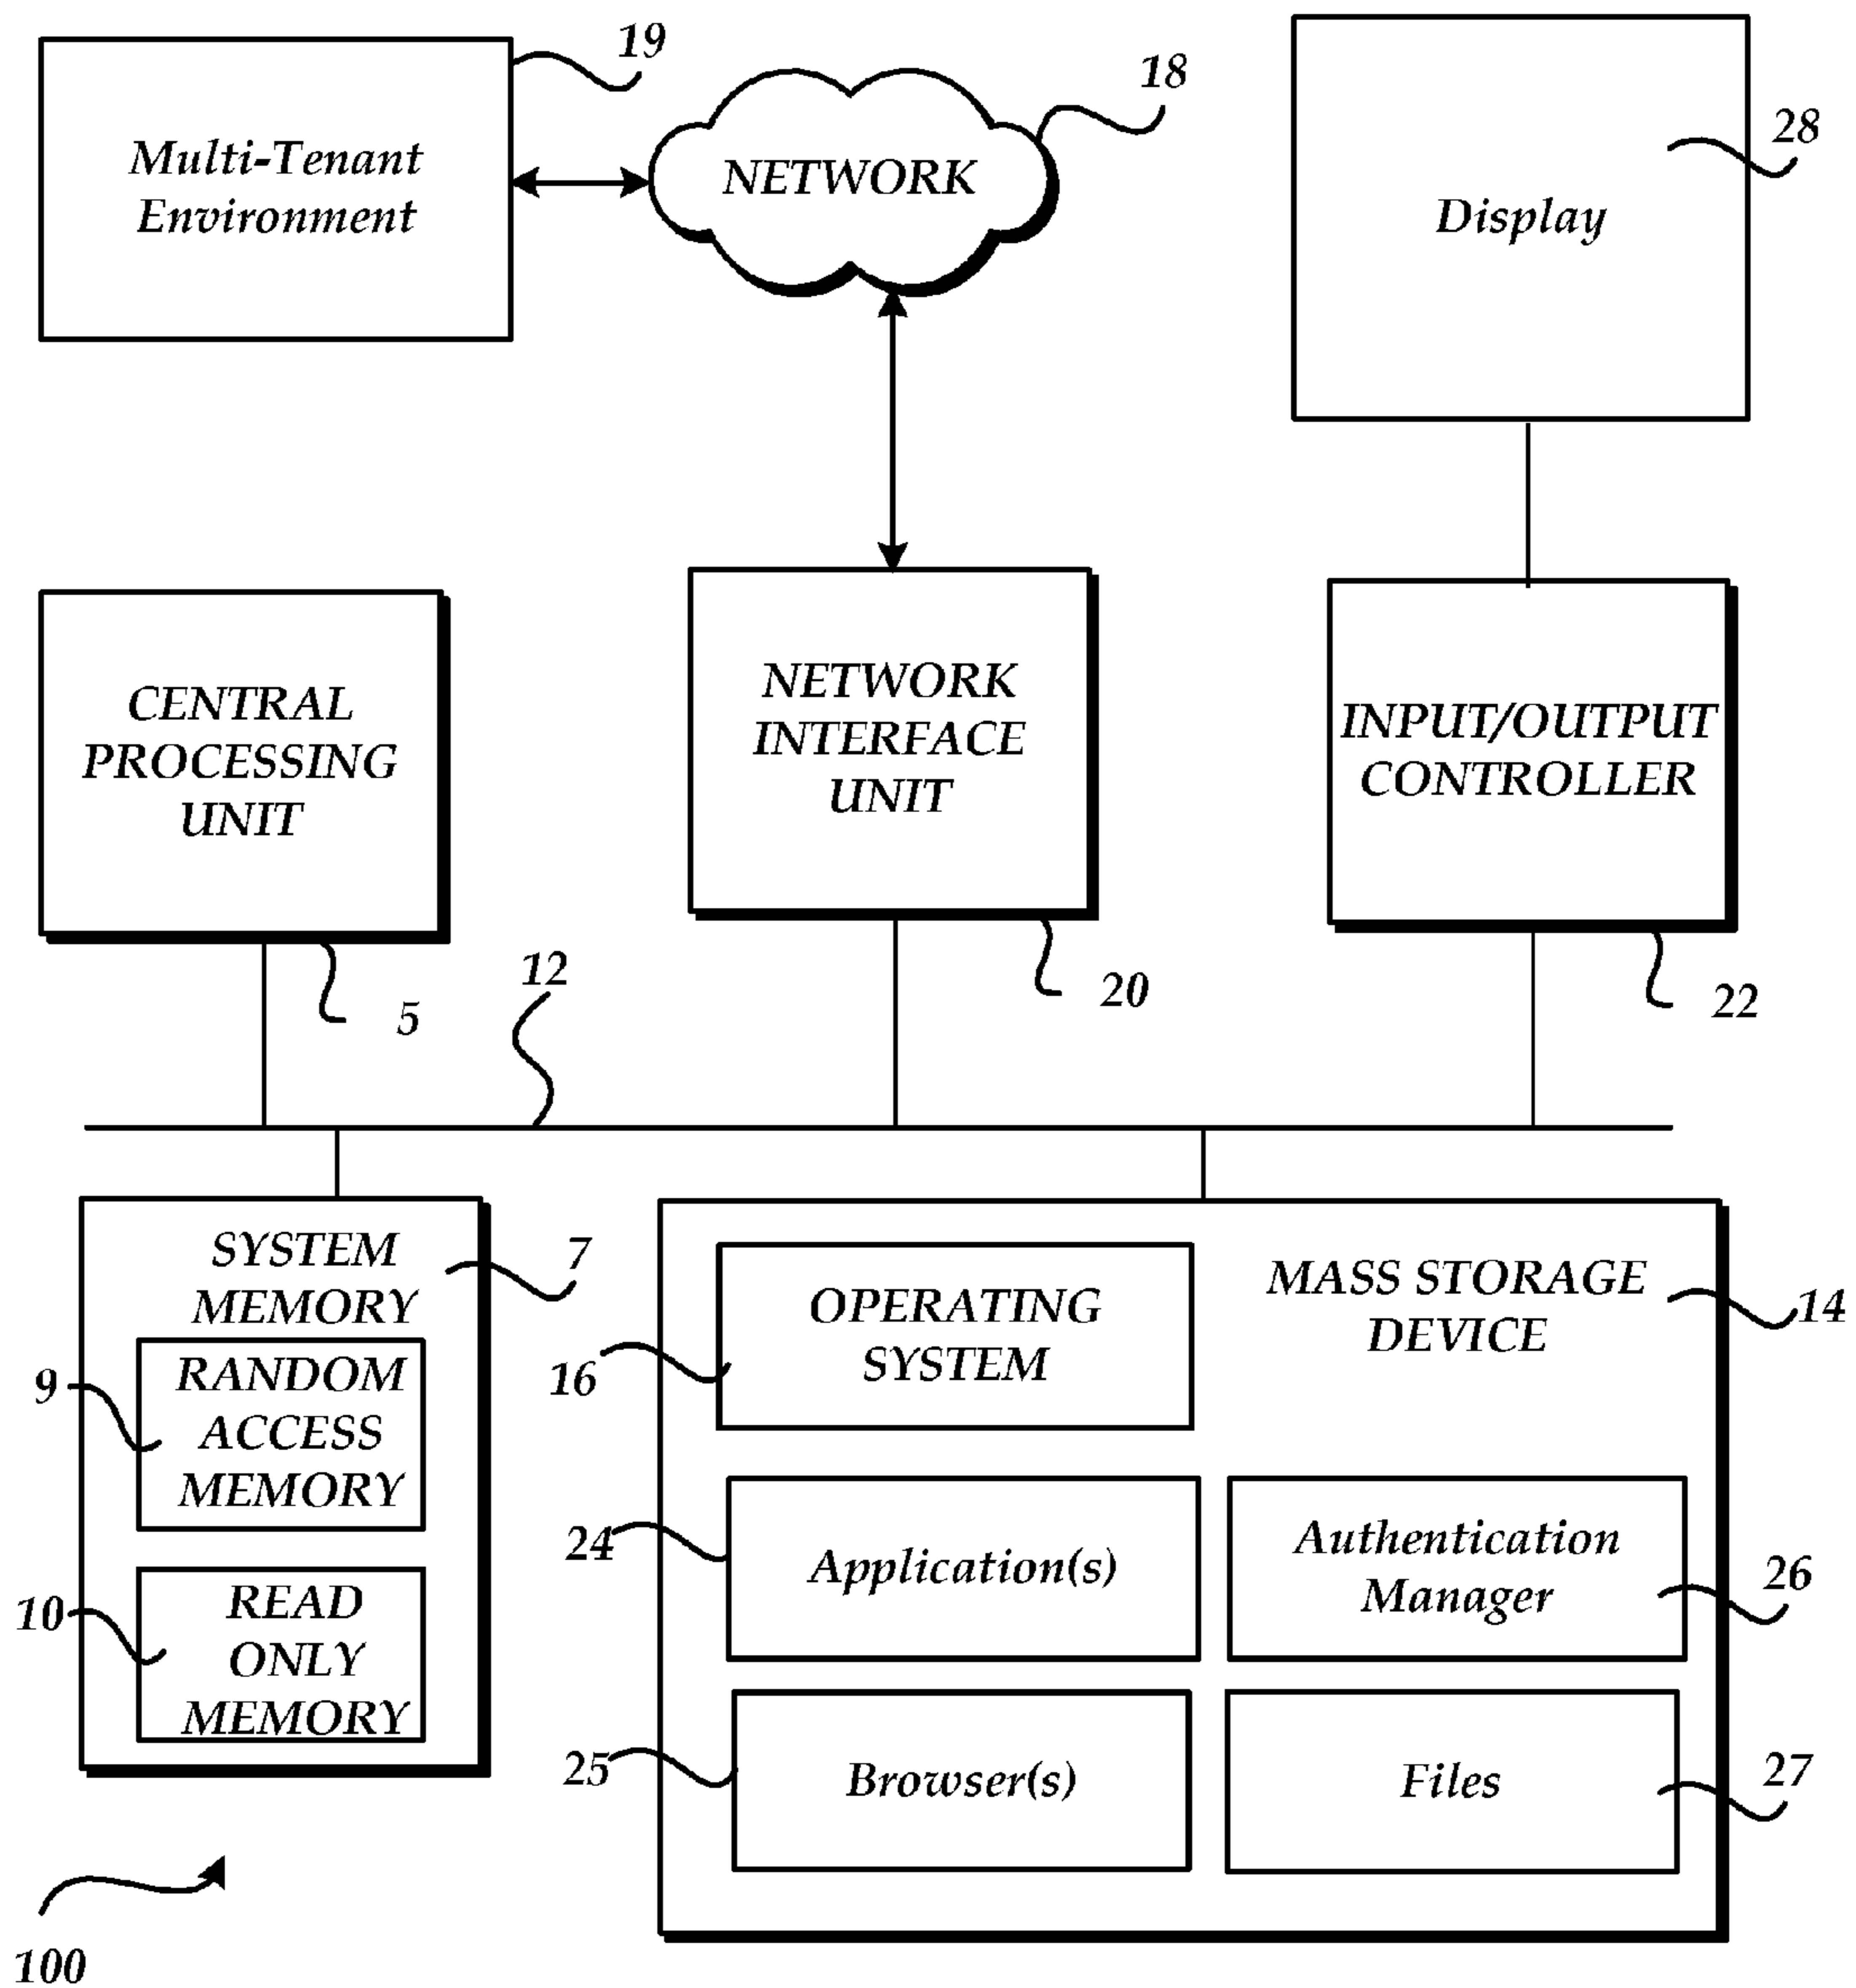 19
Multi-Tenant
Environment
18
NETWORK
28
Display
CENTRAL
PROCESSING
UNIT
5
NETWORK
INTERFACE
UNIT
20
INPUT/OUTPUT
CONTROLLER
22
12
SYSTEM
MEMORY
7
RANDOM
ACCESS
MEMORY
9
READ
ONLY
MEMORY
10
MASS STORAGE
DEVICE
14
OPERATING
SYSTEM
16
24
Application(s)
Authentication
Manager
26
25
Browser(s)
Files
27
100